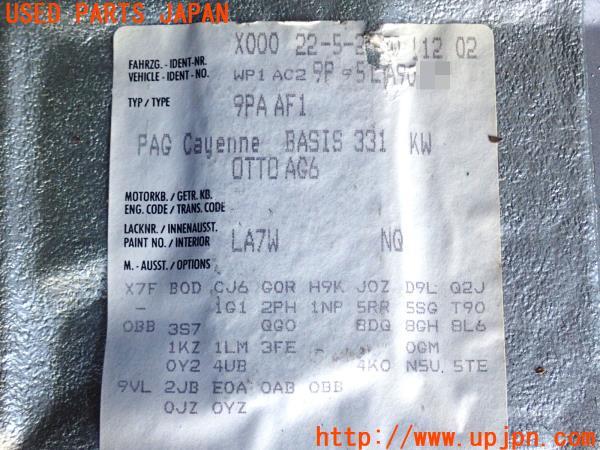 USED PARTS JAPAN
X000 22-5-2 112 02
FAHRZG. - IDENT-NR.
VEHICLE - IDENT - NO.
WP1 AC2 9P
TYP / TYPE
9PA AF1
PAG Cayenne BASIS 331 KW
OTTO AG6
MOTORKB. / GETR. KB.
ENG. CODE / TRANS. CODE
LACKNR. / INNENAUSST.
PAINT NO. / INTERIOR
LA7W NQ
M. - AUSST. / OPTIONS
X7F BOD CJ6 GOR H9K JOZ D9L Q2J
- 1G1 2PH 1NP 5RR 5SG T90
OBB 3S7 QGO 8DQ 8GH 8L6
1KZ 1LM 3FE 0GM
0Y2 4UB 4KO N5U 5TE
9VL 2JB EOA OAB OBB
0JZ OYZ
http://www.upjpn.com